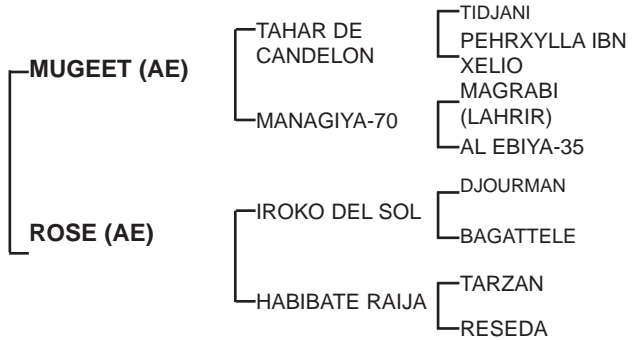 MUGEET (AE)
TAHAR DE
CANDELON
TIDJANI
PEHRXYLLA IBN
XELIO
MANAGIYA-70
MAGRABI
(LAHRIR)
AL EBIYA-35
ROSE (AE)
IROKO DEL SOL
DJOURMAN
BAGATTELE
HABIBATE RAIJA
TARZAN
RESEDA